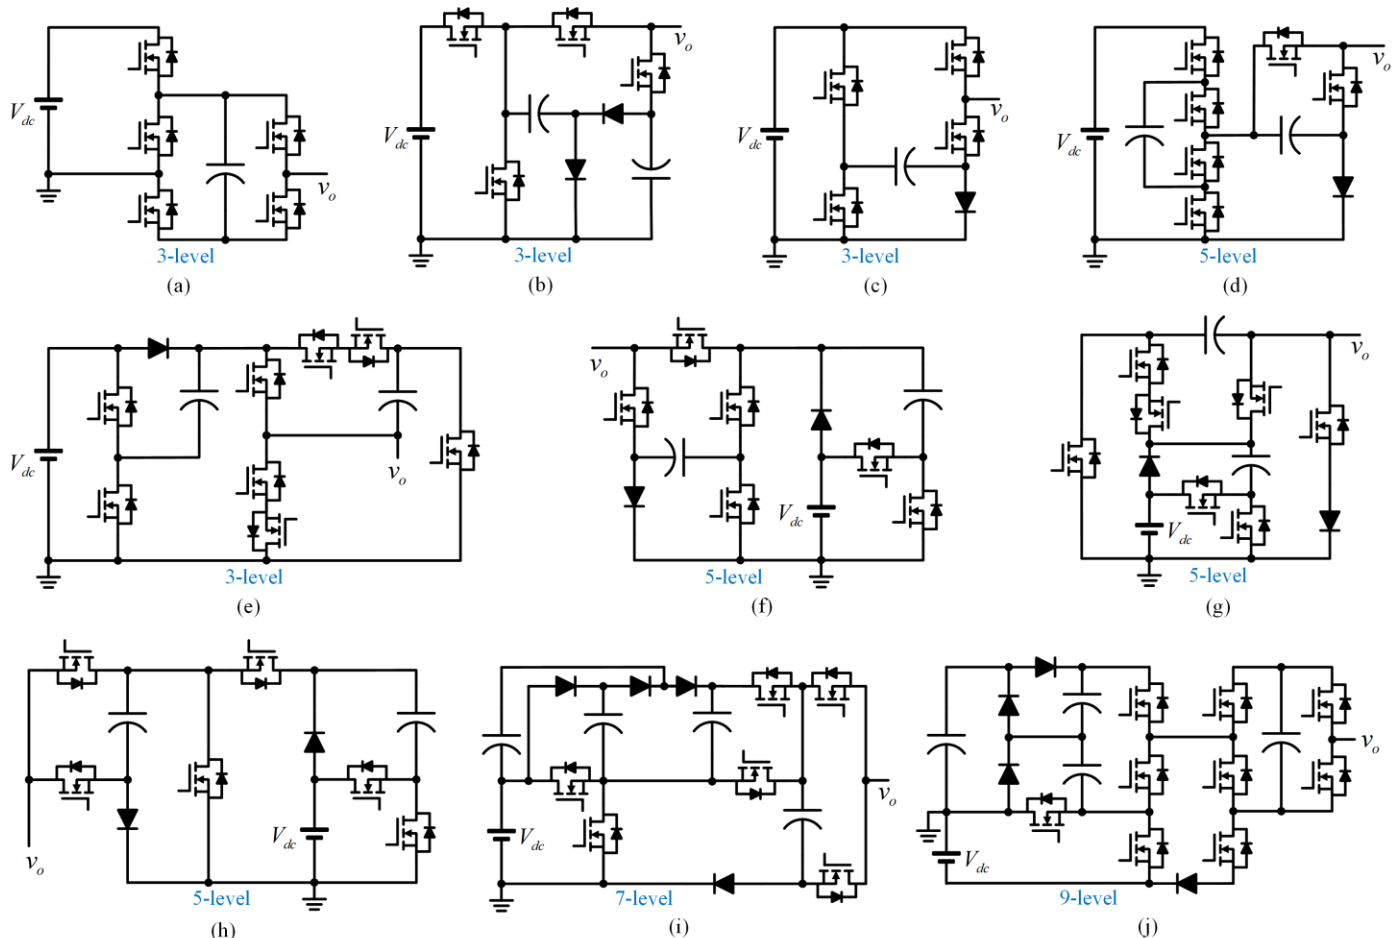 V_dc
v_o
3-level
(a)
V_dc
v_o
3-level
(b)
V_dc
v_o
3-level
(c)
V_dc
v_o
5-level
(d)
V_dc
v_o
3-level
(e)
v_o
V_dc
5-level
(f)
v_o
V_dc
5-level
(g)
V_dc
v_o
5-level
(h)
V_dc
v_o
7-level
(i)
v_o
V_dc
9-level
(j)